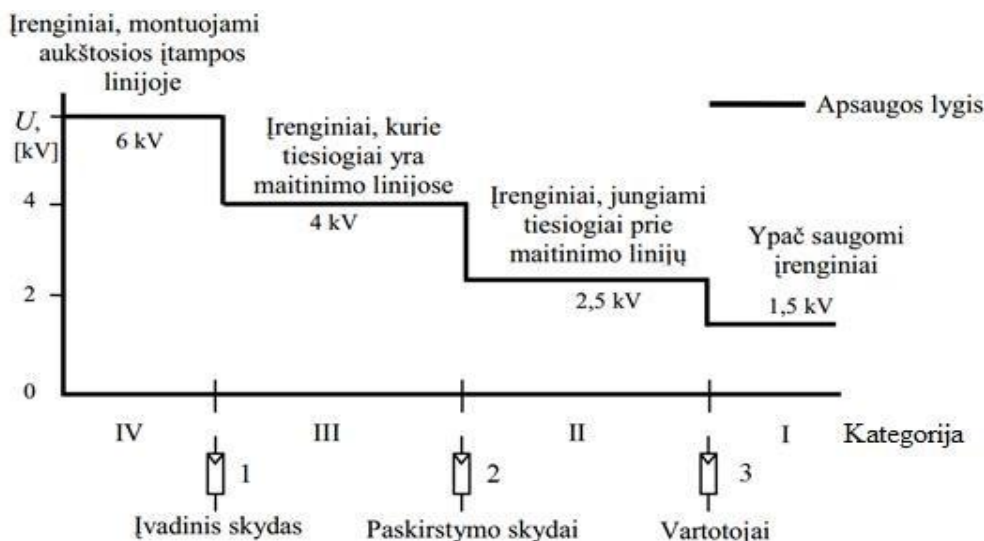 Įrenginiai, montuojami
aukštosios įtampos
linijoje
Apsaugos lygis
U,
[kV]
6 kV
Įrenginiai, kurie
tiesiogiai yra
maitinimo linijose
4
4 kV
Įrenginiai, jungiami
tiesiogiai prie
maitinimo linijų
Ypač saugomi
įrenginiai
2
2,5 kV
1,5 kV
0
IV
III
II
I
Kategorija
1
2
3
Įvadinis skydas
Paskirstymo skydai
Vartotojai